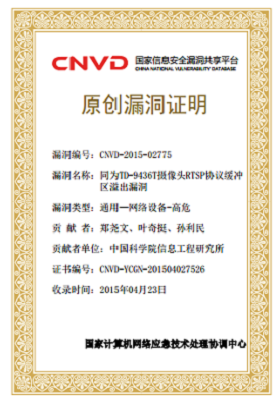 CNVD 国家信息安全漏洞共享平台
CHINA NATIONAL VULNERABILITY DATABASE
原创漏洞证明
漏洞编号：CNVD-2015-02775
漏洞名称：同为TD-9436T摄像头RTSP协议缓冲
区溢出漏洞
漏洞类型：通用—网络设备-高危
贡 献 者：郑尧文、叶奇挺、孙利民
贡献者单位：中国科学院信息工程研究所
证书编号：CNVD-YCGN-201504027526
收录时间：2015年04月23日
国家计算机网络应急技术处理协调中心